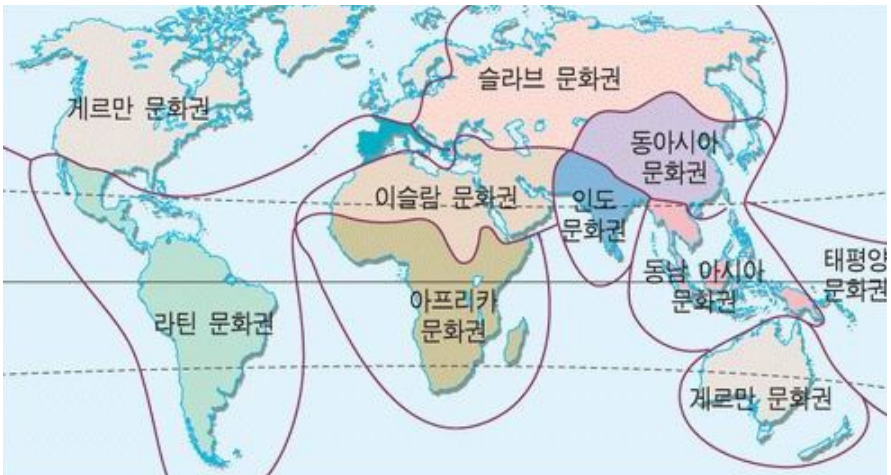 슬라브 문화권
게르만 문화권
동아시아
문화권
이슬람 문화권
인도
문화권
동남 아시아
문화권
태평양
문화권
아프리카
문화권
라틴 문화권
게르만 문화권